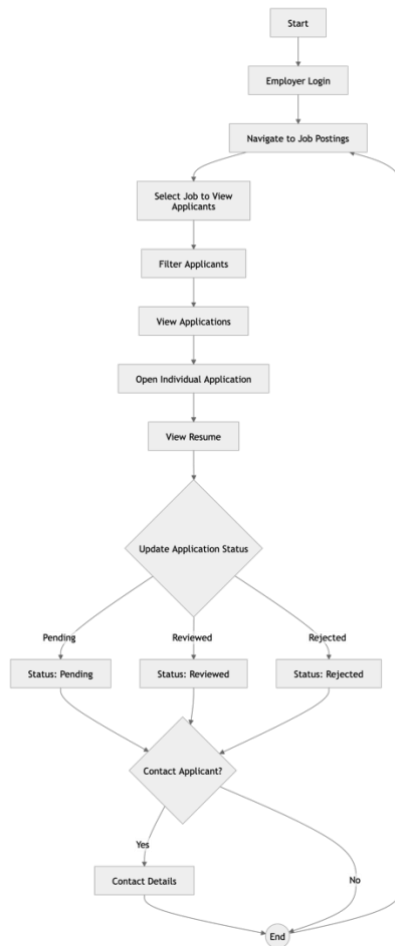 Start
Employer Login
Navigate to Job Postings
Select Job to View
Applicants
Filter Applicants
View Applications
Open Individual Application
View Resume
Update Application Status
Pending
Reviewed
Rejected
Status: Pending
Status: Reviewed
Status: Rejected
Contact Applicant?
Yes
Contact Details
No
End